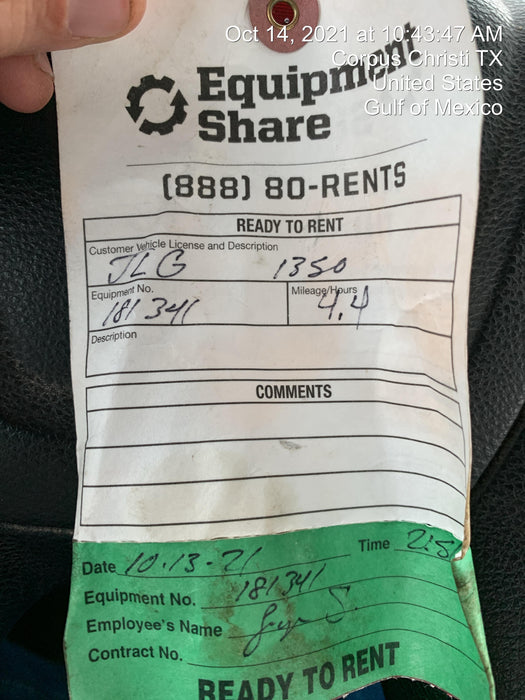 Oct 14, 2021 at 10:43:47 AM
Corpus Christi TX
United States
Gulf of Mexico
Equipment
Share
(888) 80-RENTS
READY TO RENT
Customer Vehicle License and Description
JLG 1350
Equipment No.
181341
Mileage/Hours
4.4
Description
COMMENTS
Date 10.13-21 Time
Equipment No. 181341
Employee's Name
Contract No.
READY TO RENT